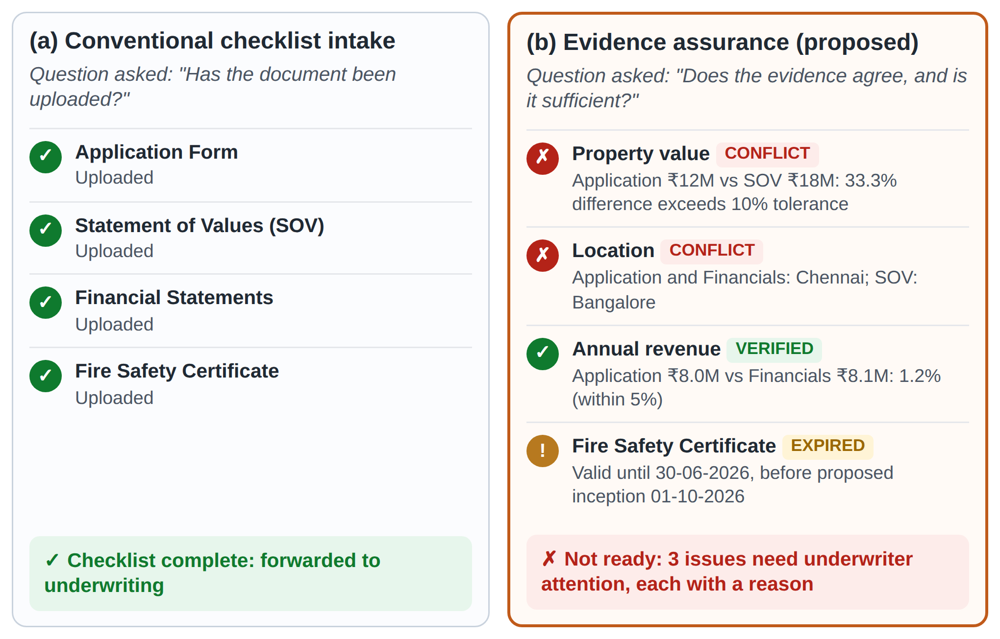 (a) Conventional checklist intake
Question asked: "Has the document been
uploaded?"
✓ Application Form
Uploaded
✓ Statement of Values (SOV)
Uploaded
✓ Financial Statements
Uploaded
✓ Fire Safety Certificate
Uploaded
✓ Checklist complete: forwarded to
underwriting
(b) Evidence assurance (proposed)
Question asked: "Does the evidence agree, and is
it sufficient?"
✗ Property value CONFLICT
Application ₹12M vs SOV ₹18M: 33.3%
difference exceeds 10% tolerance
✗ Location CONFLICT
Application and Financials: Chennai; SOV:
Bangalore
✓ Annual revenue VERIFIED
Application ₹8.0M vs Financials ₹8.1M: 1.2%
(within 5%)
! Fire Safety Certificate EXPIRED
Valid until 30-06-2026, before proposed
inception 01-10-2026
✗ Not ready: 3 issues need underwriter
attention, each with a reason